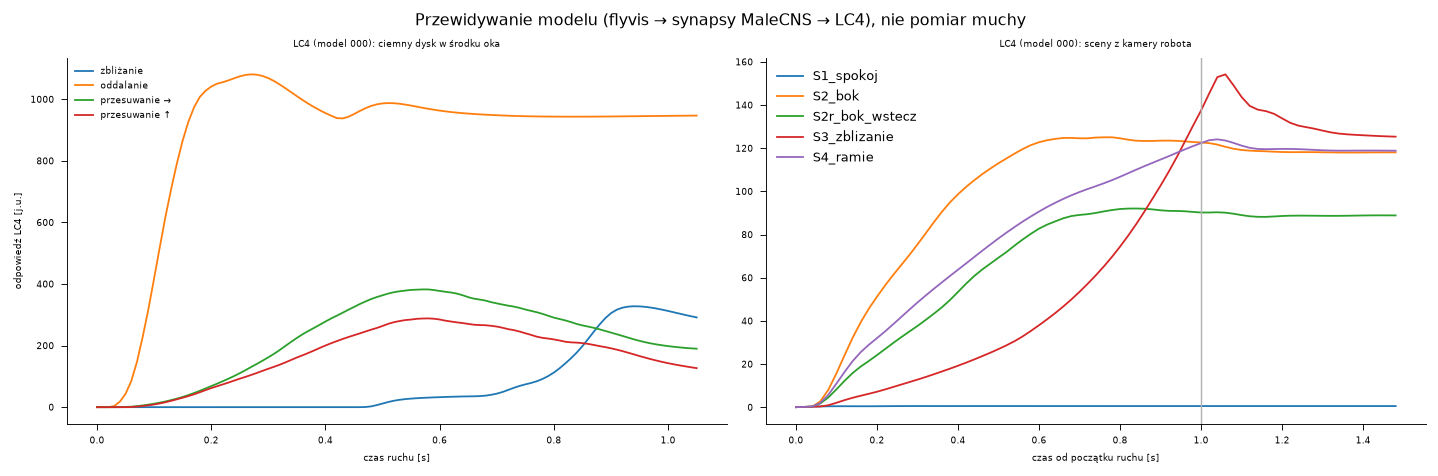 Przewidywanie modelu (flyvis → synapsy MaleCNS → LC4), nie pomiar muchy
LC4 (model 000): ciemny dysk w środku oka
zbliżanie
oddalanie
przesuwanie →
przesuwanie ↑
odpowiedź LC4 [j.u.]
1000
800
600
400
200
0
0.0 0.2 0.4 0.6 0.8 1.0
czas ruchu [s]
LC4 (model 000): sceny z kamery robota
S1_spokoj
S2_bok
S2r_bok_wstecz
S3_zblizanie
S4_ramie
160
140
120
100
80
60
40
20
0
0.0 0.2 0.4 0.6 0.8 1.0 1.2 1.4
czas od początku ruchu [s]